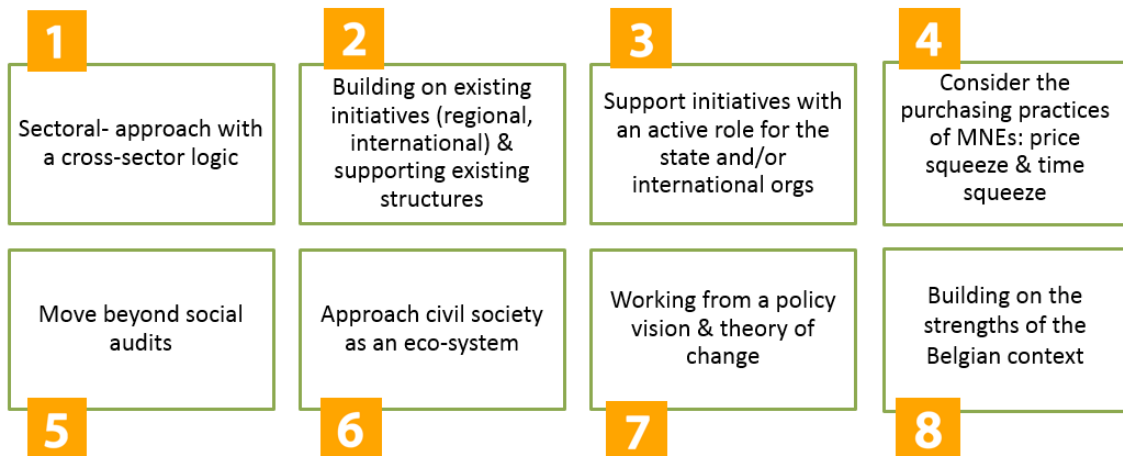 1
Sectoral- approach with
a cross-sector logic
2
Building on existing
initiatives (regional,
international) &
supporting existing
structures
3
Support initiatives with
an active role for the
state and/or
international orgs
4
Consider the
purchasing practices
of MNEs: price
squeeze & time
squeeze
Move beyond social
audits
5
Approach civil society
as an eco-system
6
Working from a policy
vision & theory of
change
7
Building on the
strengths of the
Belgian context
8